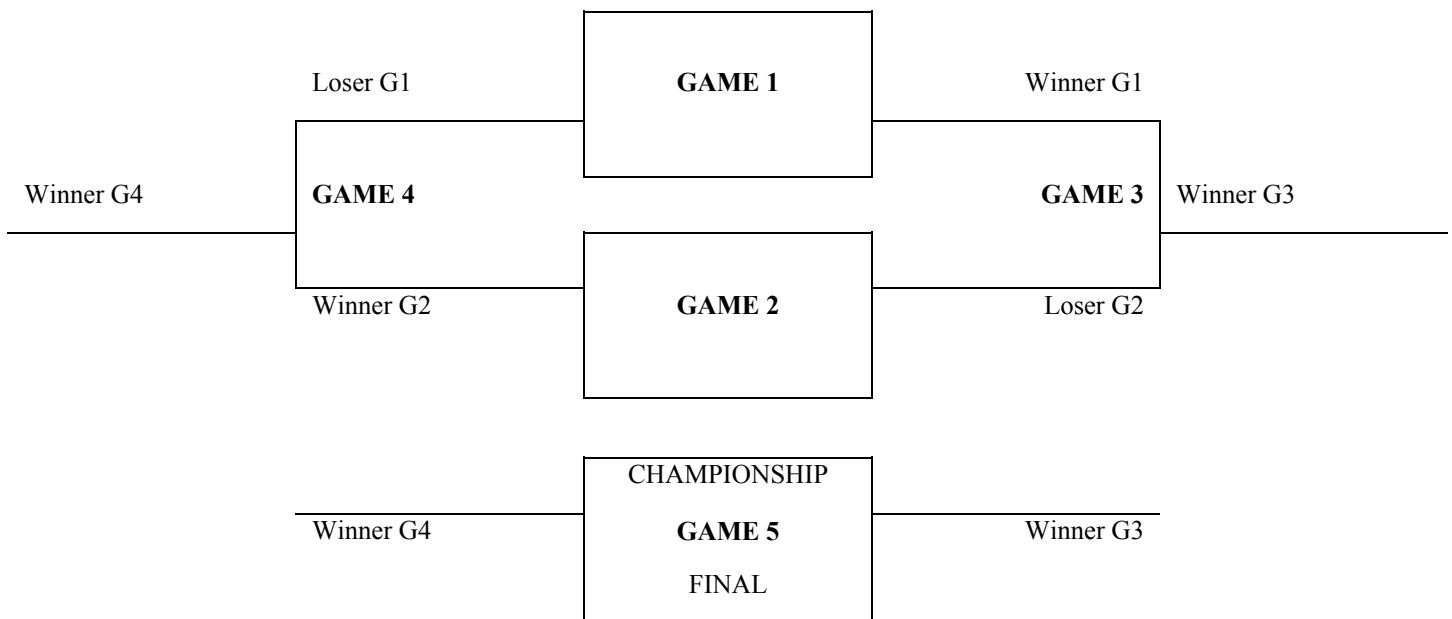 Loser G1
GAME 1
Winner G1
Winner G4
GAME 4
GAME 3
Winner G3
Winner G2
GAME 2
Loser G2
CHAMPIONSHIP
Winner G4
GAME 5
Winner G3
FINAL